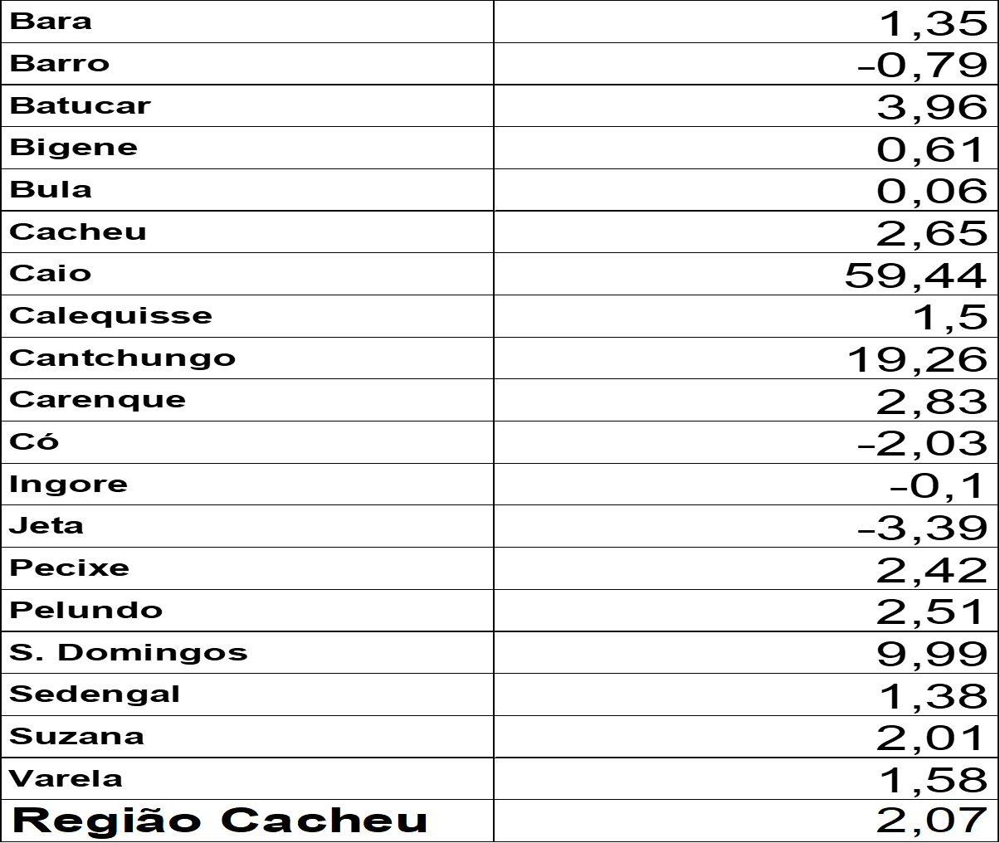 Bara 1,35
Barro -0,79
Batucar 3,96
Bigene 0,61
Bula 0,06
Cacheu 2,65
Caio 59,44
Calequisse 1,5
Cantchungo 19,26
Carenque 2,83
Có -2,03
Ingore -0,1
Jeta -3,39
Pecixe 2,42
Pelundo 2,51
S. Domingos 9,99
Sedengal 1,38
Suzana 2,01
Varela 1,58
Região Cacheu 2,07